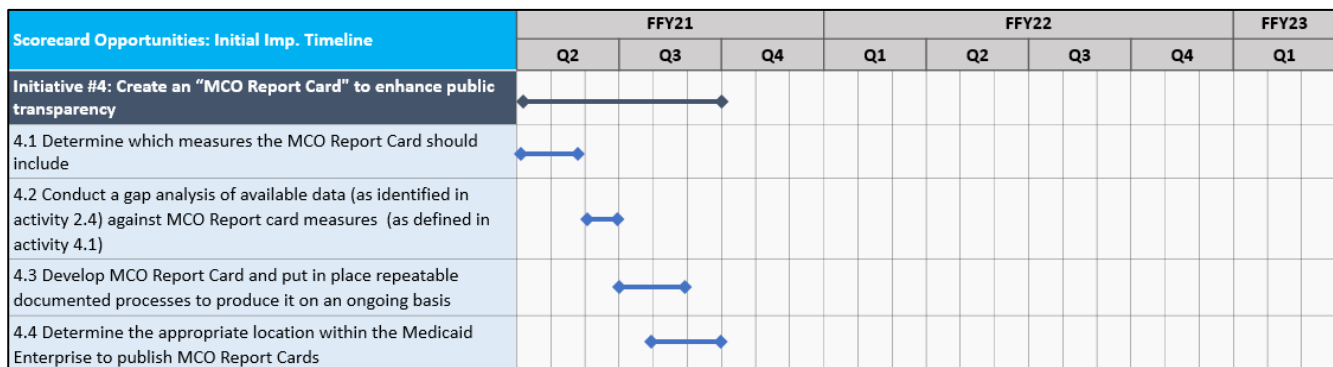 FFY21 FFY22 FFY23
Scorecard Opportunities: Initial Imp. Timeline
Q2 Q3 Q4 Q1 Q2 Q3 Q4 Q1
Initiative #4: Create an “MCO Report Card" to enhance public
transparency
4.1 Determine which measures the MCO Report Card should
include
4.2 Conduct a gap analysis of available data (as identified in
activity 2.4) against MCO Report card measures (as defined in
activity 4.1)
4.3 Develop MCO Report Card and put in place repeatable
documented processes to produce it on an ongoing basis
4.4 Determine the appropriate location within the Medicaid
Enterprise to publish MCO Report Cards